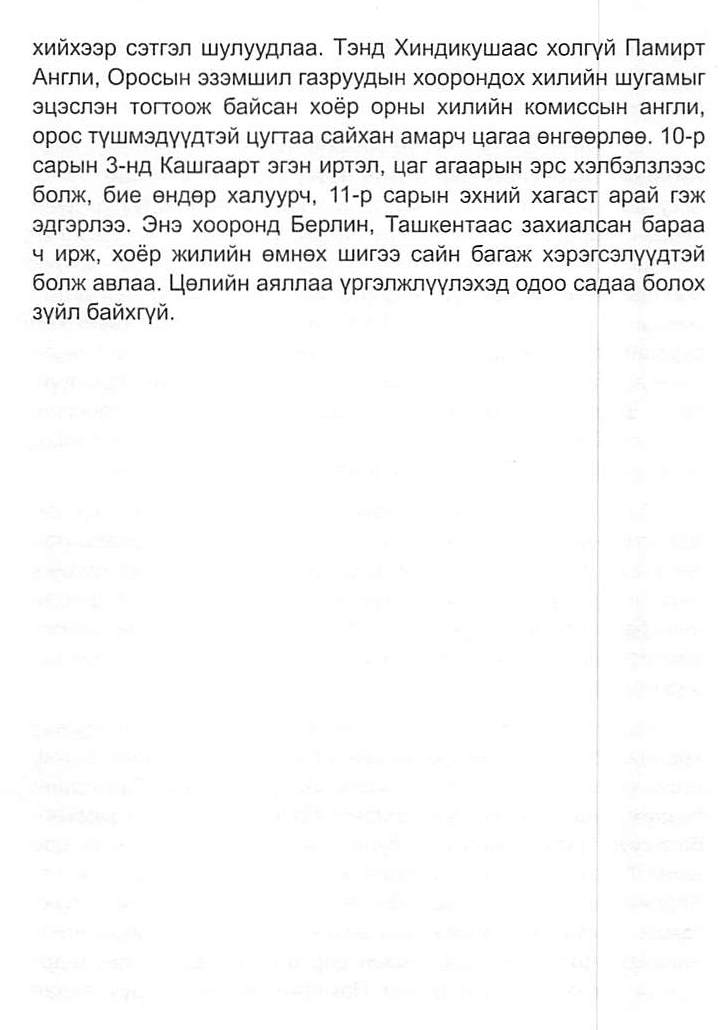 хийхээр сэтгэл шулуудлаа. Тэнд Хиндикушаас холгүй Памирт
Англи, Оросын эзэмшил газруудын хоорондох хилийн шугамыг
эцэслэн тогтоож байсан хоёр орны хилийн комиссын англи,
орос түшмэдүүдтэй цугтаа сайхан амарч цагаа өнгөөрлөө. 10-р
сарын 3-нд Кашгаарт эгэн иртэл, цаг агаарын эрс хэлбэлзлээс
болж, бие өндөр халуурч, 11-р сарын эхний хагаст арай гэж
эдгэрлээ. Энэ хооронд Берлин, Ташкентаас захиалсан бараа
ч ирж, хоёр жилийн өмнөх шигээ сайн багаж хэрэгсэлүүдтэй
болж авлаа. Цөлийн аяллаа үргэлжлүүлэхэд одоо садаа болох
зүйл байхгүй.